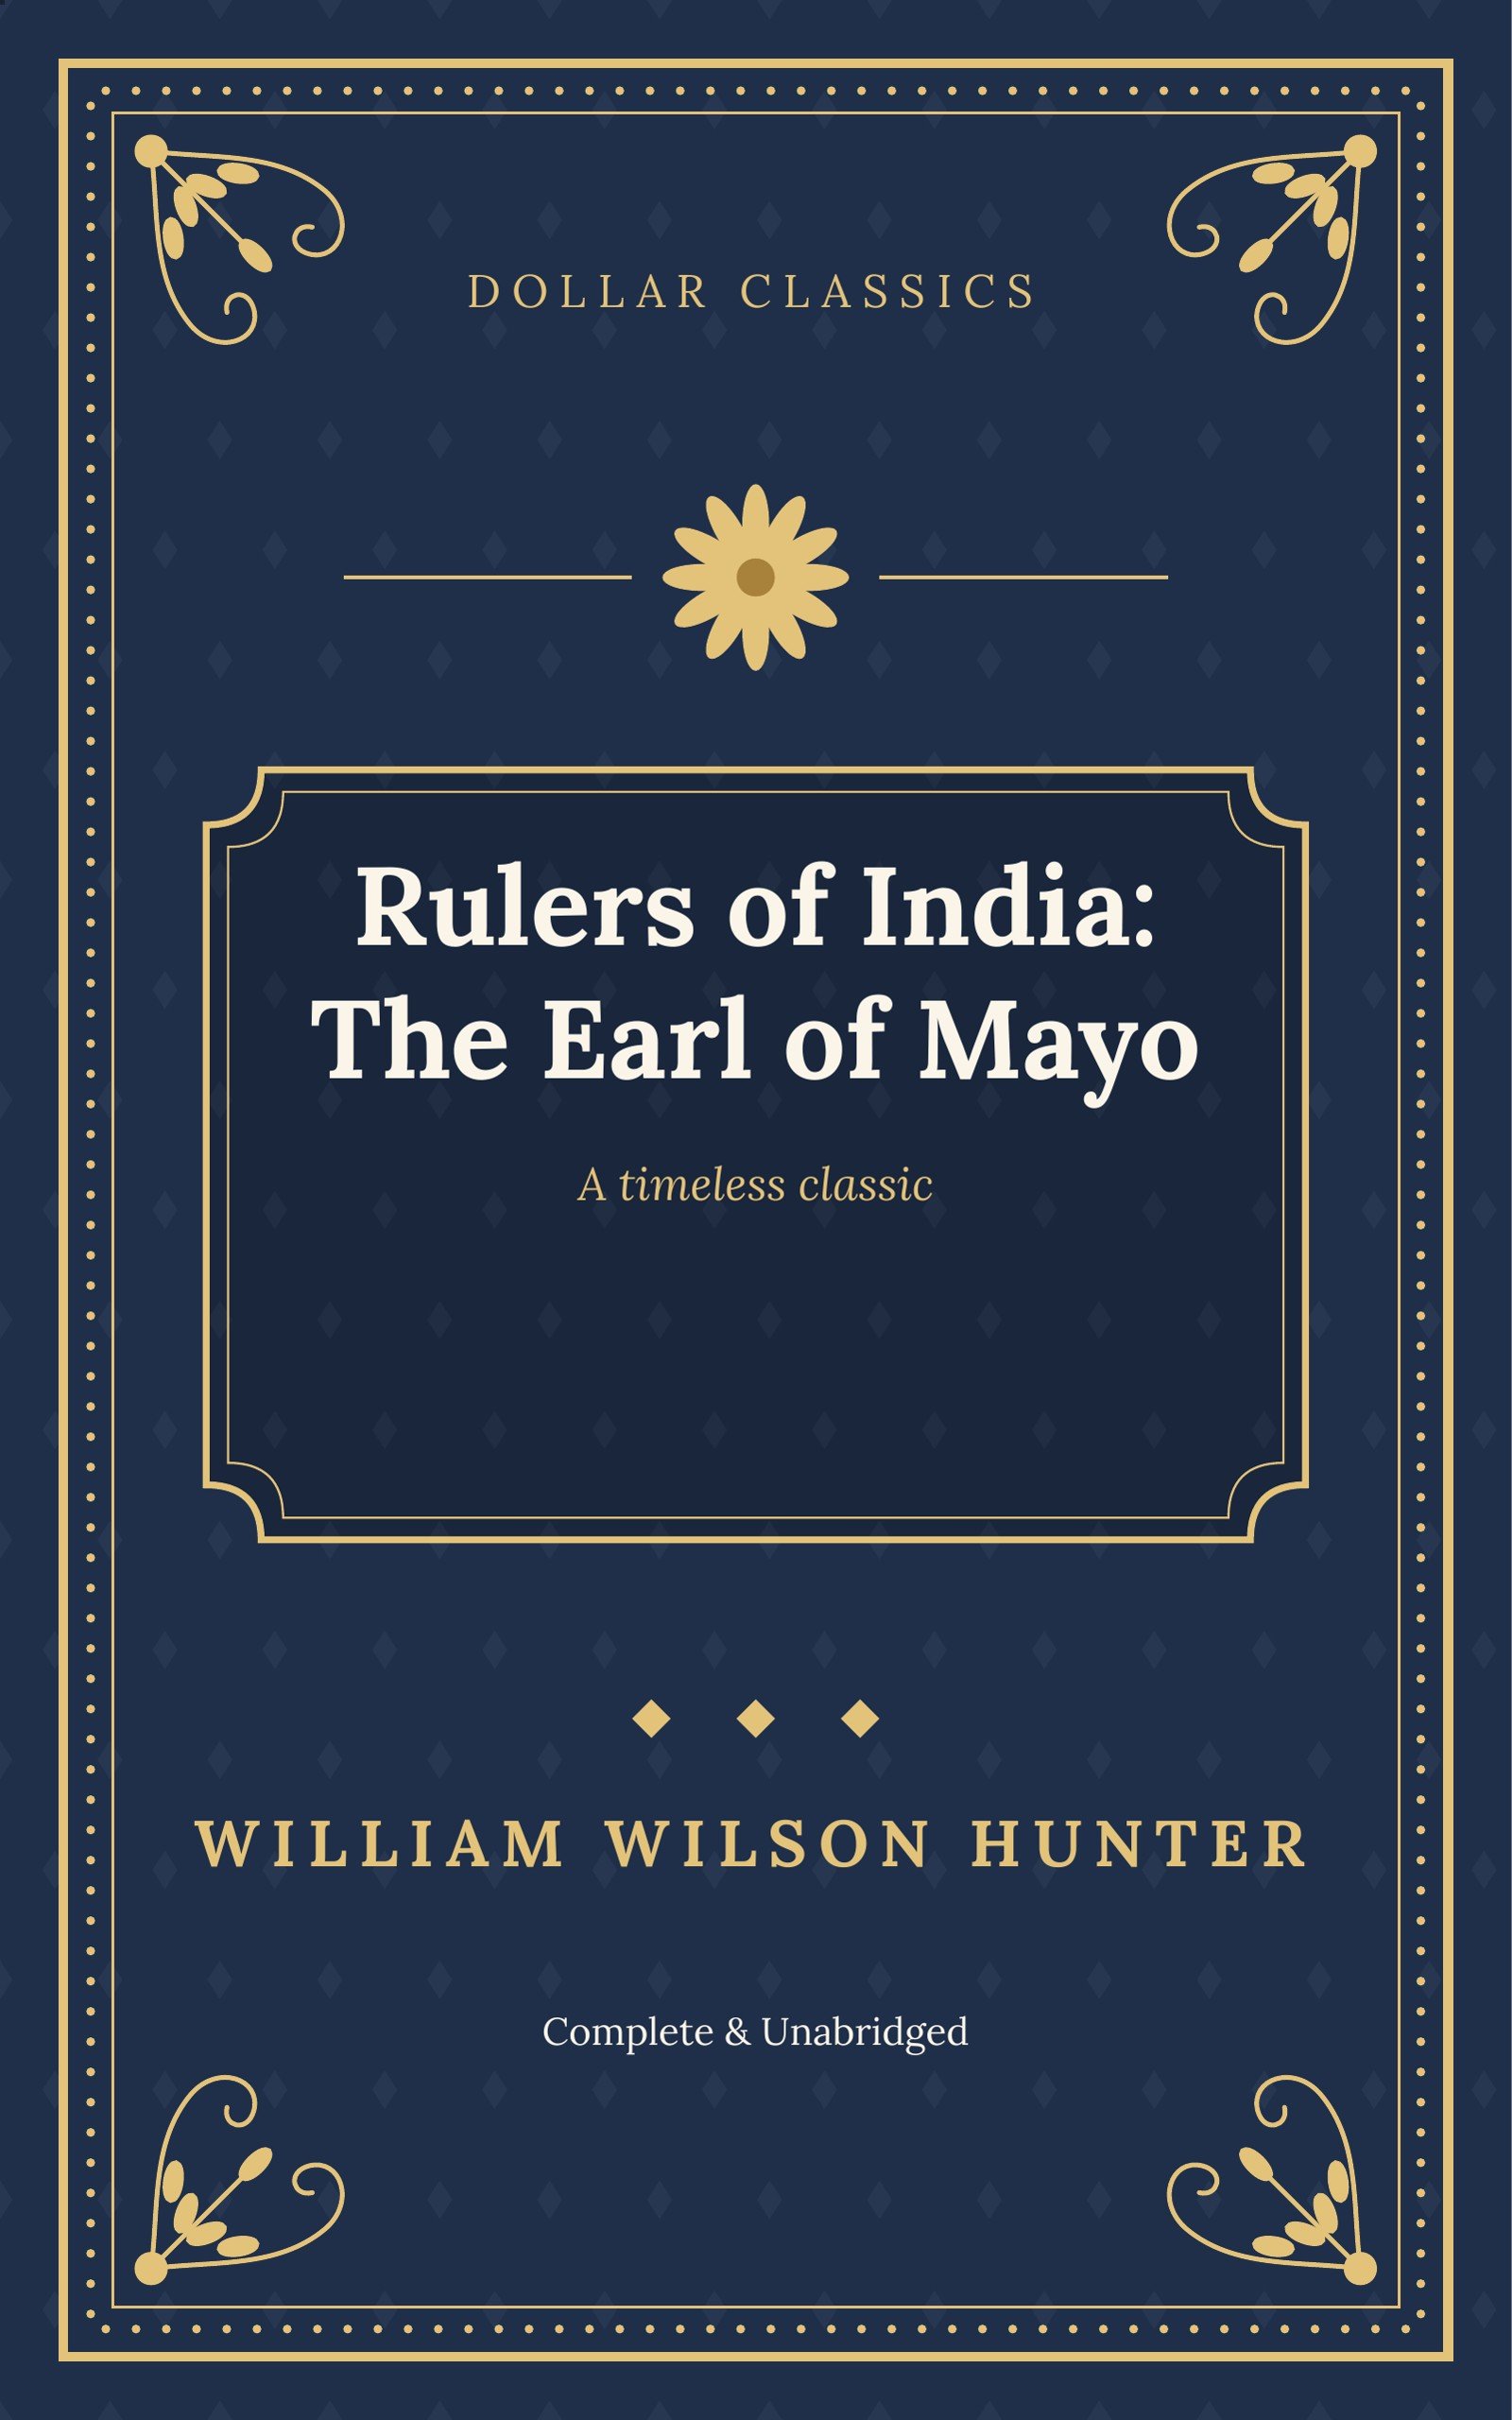 DOLLAR CLASSICS
Rulers of India:
The Earl of Mayo
A timeless classic
WILLIAM WILSON HUNTER
Complete & Unabridged